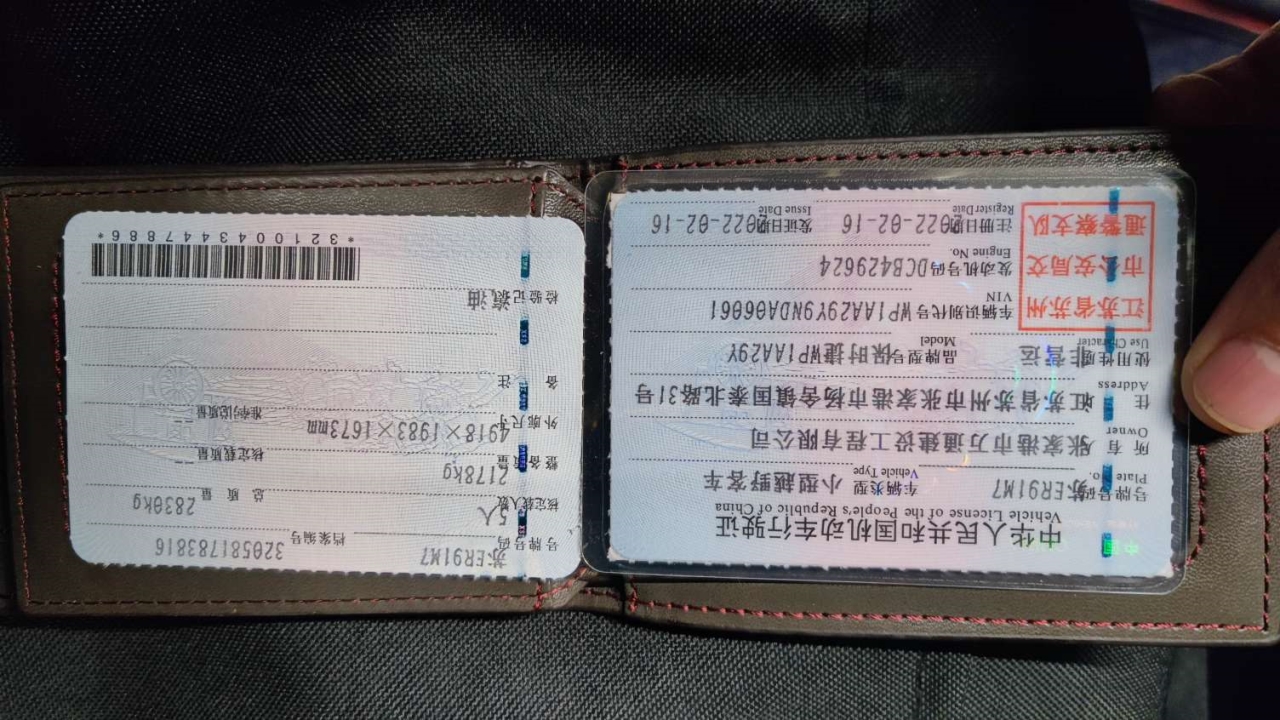 中华人民共和国机动车行驶证
Vehicle License of the People's Republic of China
号牌号码 苏ER91M7 车辆类型 小型越野客车
Plate No. Vehicle Type
所有人 张家港市万通建设工程有限公司
Owner
住址 江苏省苏州市张家港市杨舍镇国泰北路31号
Address
使用性质 非营运 品牌型号 保时捷WP1AA29Y
Use Character Model
江苏省苏州市公安局交通警察支队
车辆识别代号 WP1AA29Y9NDA06061
VIN
发动机号码 DCB429624
Engine No.
注册日期 2022-02-16 发证日期 2022-02-16
Register Date Issue Date
号牌号码 苏ER91M7 档案编号 320581783816
核定载人数 5人 总质量 2830kg
整备质量 2178kg 核定载质量 --
外廓尺寸 4918×1983×1673mm 准牵引总质量 --
备注
检验记录 汽油
*3210043447886*